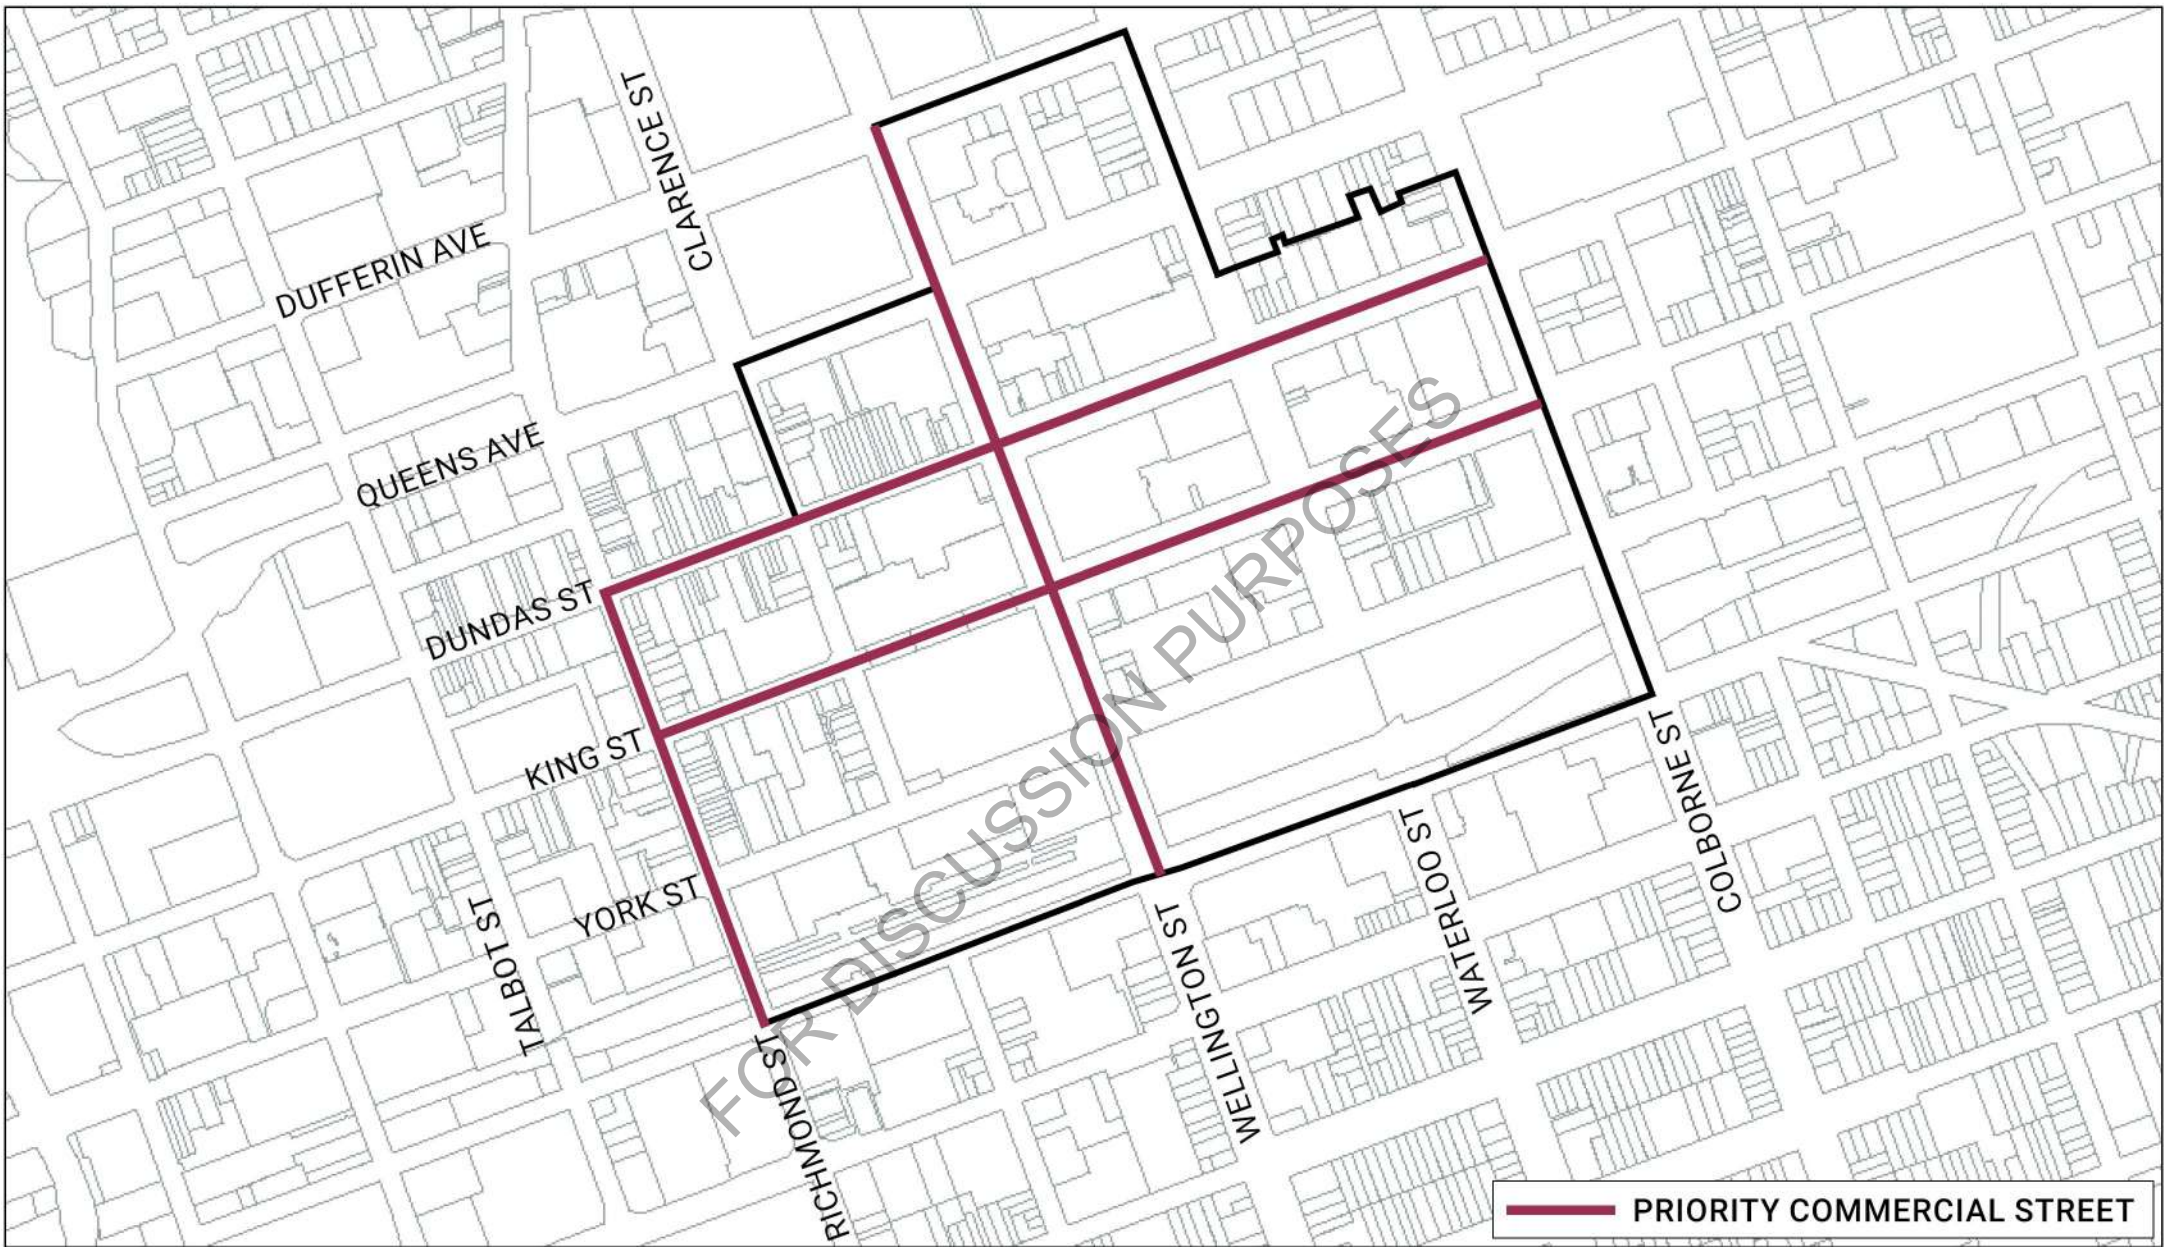 CLARENCE ST
DUFFERIN AVE
QUEENS AVE
DUNDAS ST
KING ST
YORK ST
TALBOT ST
RICHMOND ST
WELLINGTON ST
WATERLOO ST
COLBORNE ST
FOR DISCUSSION PURPOSES
PRIORITY COMMERCIAL STREET